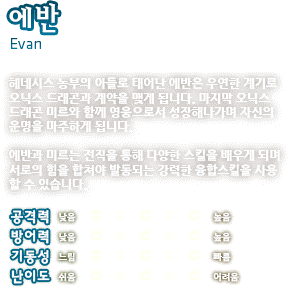 에반
Evan
헤네시스 농부의 아들로 태어난 에반은 우연한 계기로
오닉스 드래곤과 계약을 맺게 됩니다. 마지막 오닉스
드래곤 미르와 함께 영웅으로서 성장해나가며 자신의
운명을 마주하게 됩니다.
에반과 미르는 전직을 통해 다양한 스킬을 배우게 되며
서로의 힘을 합쳐야 발동되는 강력한 융합스킬을 사용
할 수 있습니다.
공격력 낮음 높음
방어력 낮음 높음
기동성 느림 빠름
난이도 쉬움 어려움